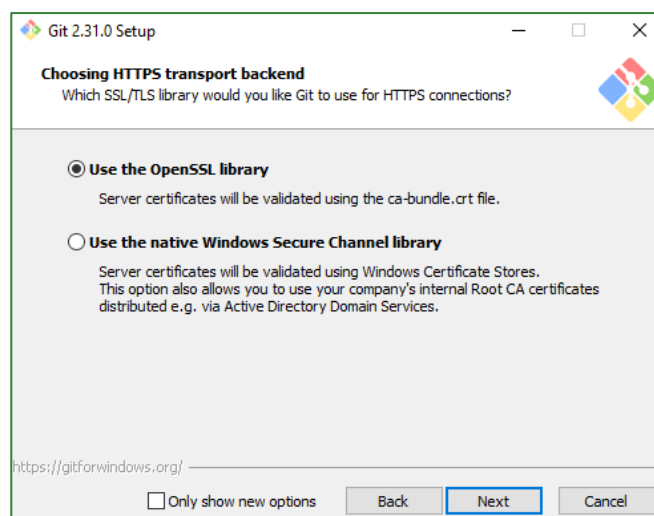 Git 2.31.0 Setup
Choosing HTTPS transport backend
Which SSL/TLS library would you like Git to use for HTTPS connections?
Use the OpenSSL library
Server certificates will be validated using the ca-bundle.crt file.
Use the native Windows Secure Channel library
Server certificates will be validated using Windows Certificate Stores.
This option also allows you to use your company's internal Root CA certificates
distributed e.g. via Active Directory Domain Services.
https://gitforwindows.org/
Only show new options
Back
Next
Cancel